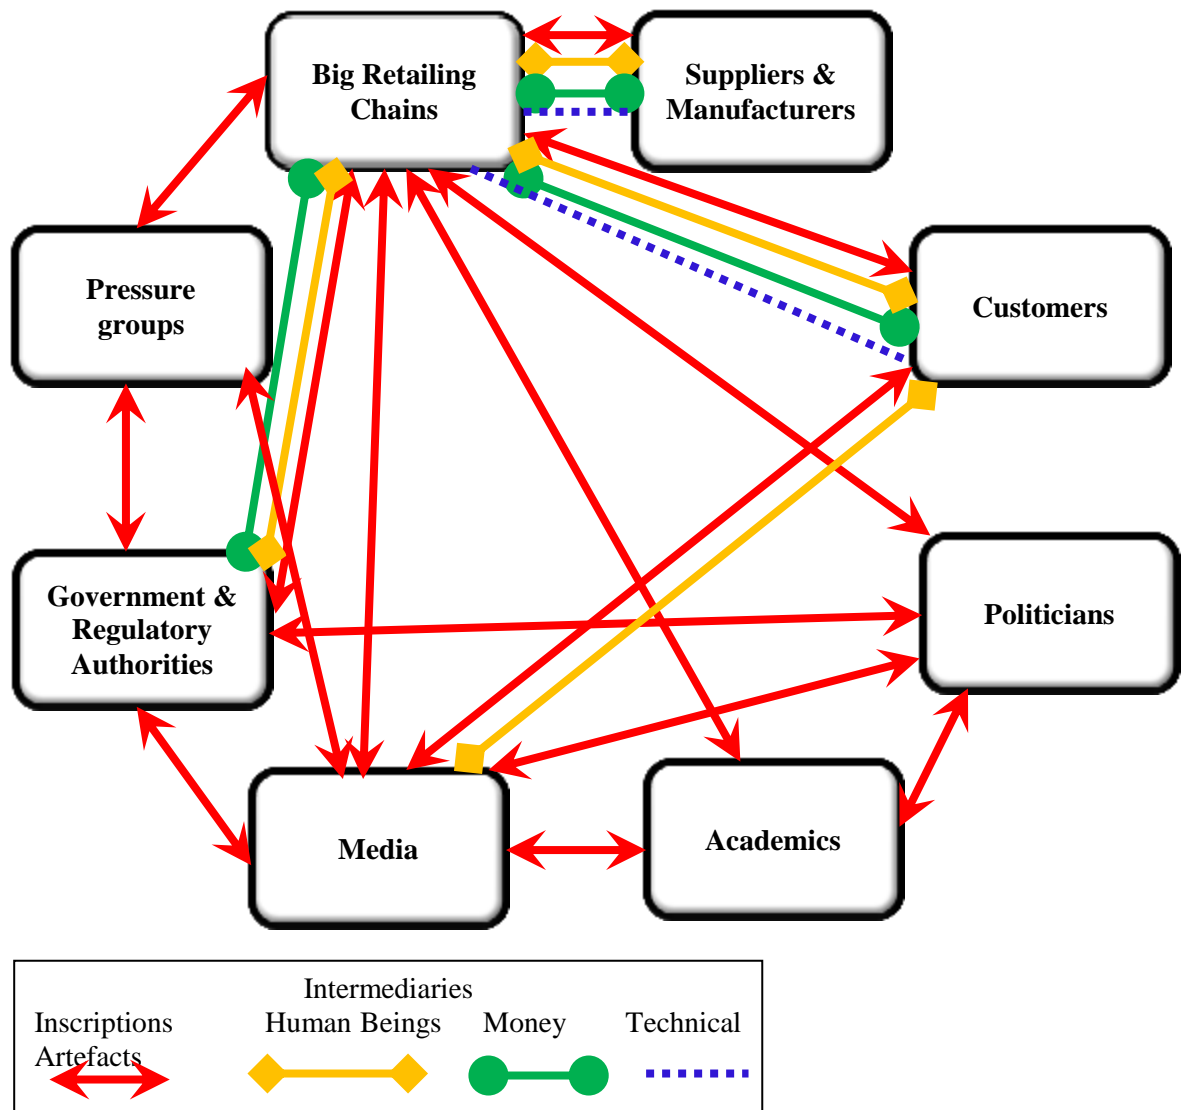 Big Retailing
Chains
Suppliers &
Manufacturers
Pressure
groups
Customers
Government &
Regulatory
Authorities
Politicians
Media
Academics
Intermediaries
Inscriptions Human Beings Money Technical
Artefacts